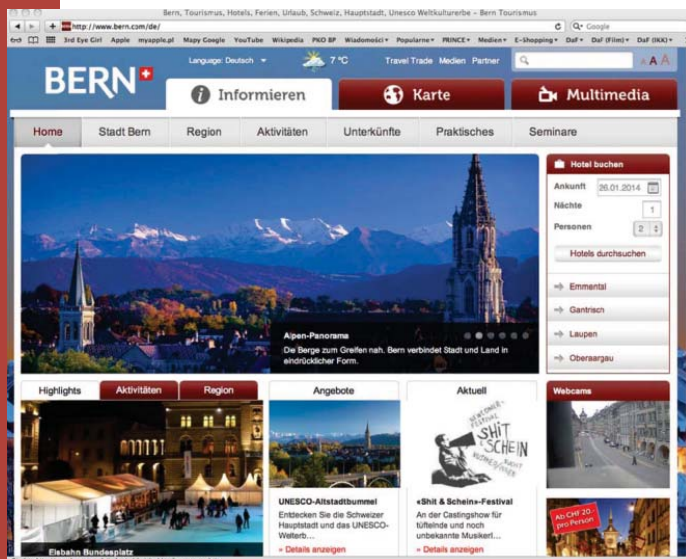 Bern, Tourismus, Hotels, Ferien, Urlaub, Schweiz, Hauptstadt, Unesco Weltkulturerbe – Bern Tourismus
http://www.bern.com/de/
Google
3rd Eye Girl Apple myapple.pl Mapy Google YouTube Wikipedia PKO BP Wiadomości Popularne PRINCE Medien E-Shopping DaF DaF (Film) DaF (IKK)
Language: Deutsch 7 °C Travel Trade Medien Partner A A A
BERN
Informieren Karte Multimedia
Home Stadt Bern Region Aktivitäten Unterkünfte Praktisches Seminare
Alpen-Panorama
Die Berge zum Greifen nah. Bern verbindet Stadt und Land in
eindrücklicher Form.
Hotel buchen
Ankunft 26.01.2014
Nächte 1
Personen 2
Hotels durchsuchen
Emmental
Gantrisch
Laupen
Oberaargau
Highlights Aktivitäten Region
Eisbahn Bundesplatz
Angebote
UNESCO-Altstadtbummel
Entdecken Sie die Schweizer
Hauptstadt und das UNESCO-
Welterb...
» Details anzeigen
Aktuell
SHIT
& SCHEIN
«Shit & Schein»-Festival
An der Castingshow für
tüftelnde und noch
unbekannte Musikerl...
» Details anzeigen
Webcams
Ab CHF 20.-
pro Person